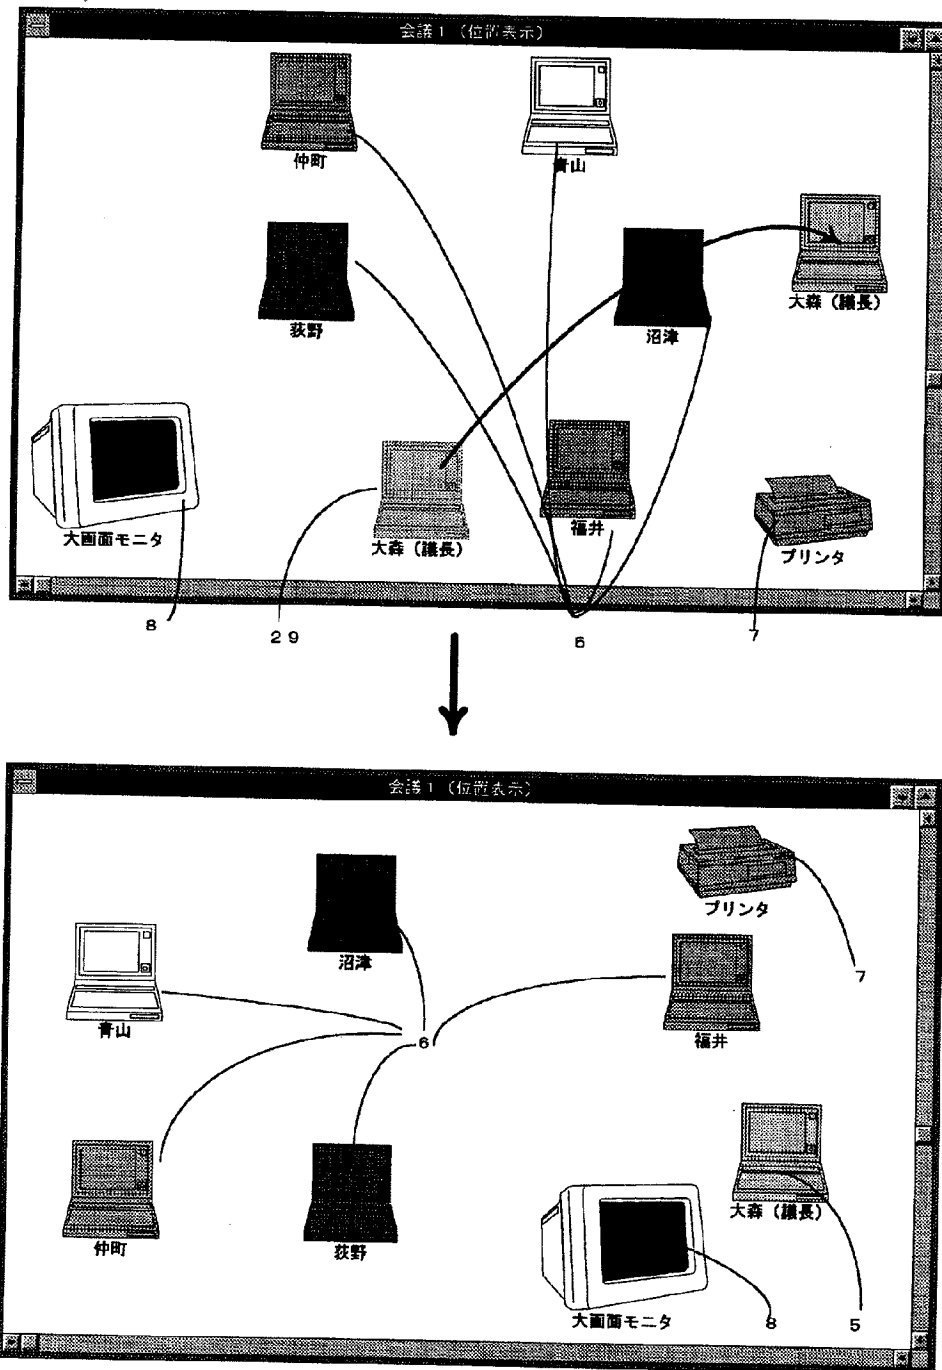 会議1（位置表示）
仲町
青山
荻野
沼津
大森（議長）
大画面モニタ
大森（議長）
福井
プリンタ
8
29
6
7
会議1（位置表示）
プリンタ
沼津
7
青山
6
福井
仲町
荻野
大森（議長）
大画面モニタ
8
5